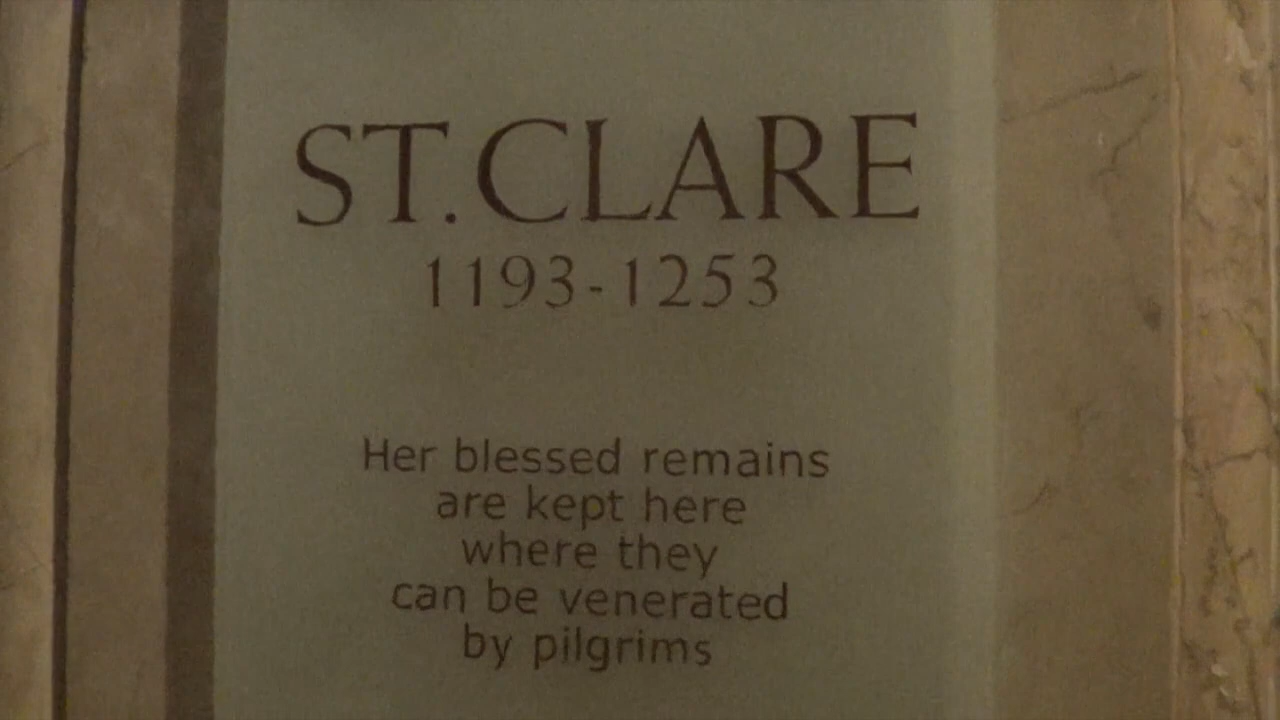 ST. CLARE
1193-1253
Her blessed remains
are kept here
where they
can be venerated
by pilgrims